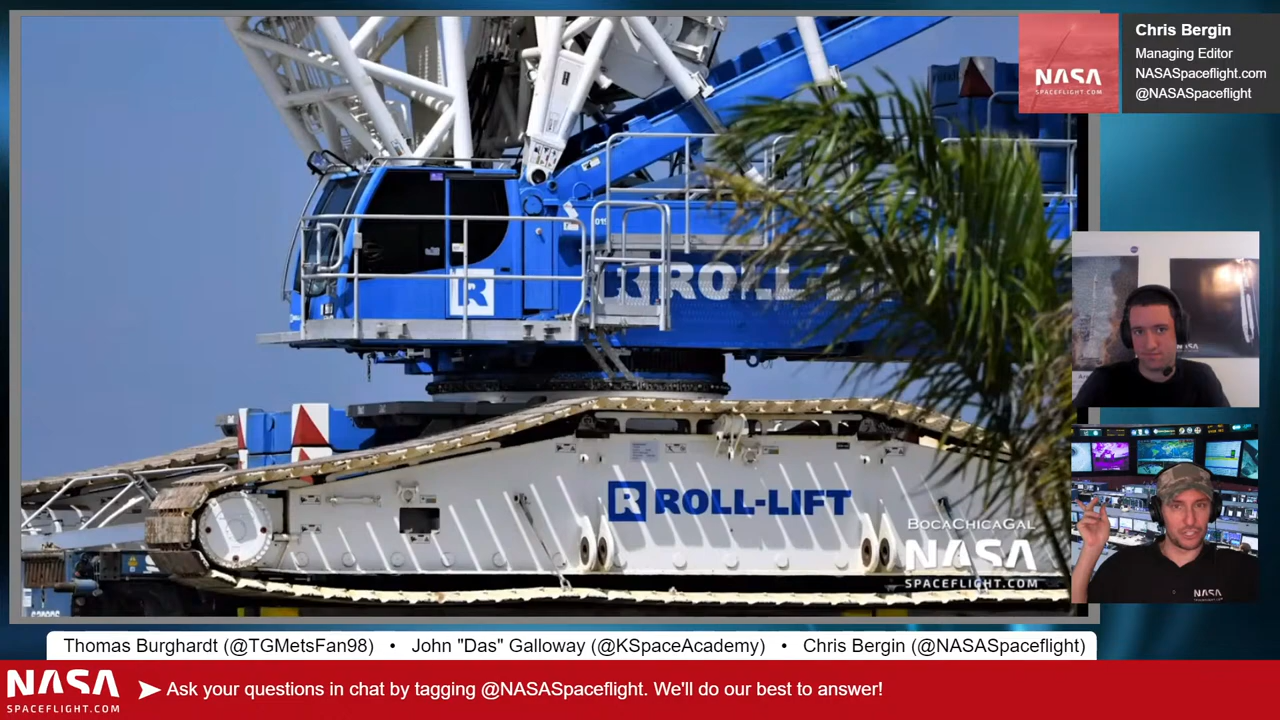 Chris Bergin
Managing Editor
NASASpaceflight.com
@NASASpaceflight
NASA
SPACEFLIGHT.COM
R
R ROLL-LI
R ROLL-LIFT
BOCACHICAGAL
NASA
SPACEFLIGHT.COM
NASA
Thomas Burghardt (@TGMetsFan98) • John "Das" Galloway (@KSpaceAcademy) • Chris Bergin (@NASASpaceflight)
NASA
SPACEFLIGHT.COM
Ask your questions in chat by tagging @NASASpaceflight. We'll do our best to answer!